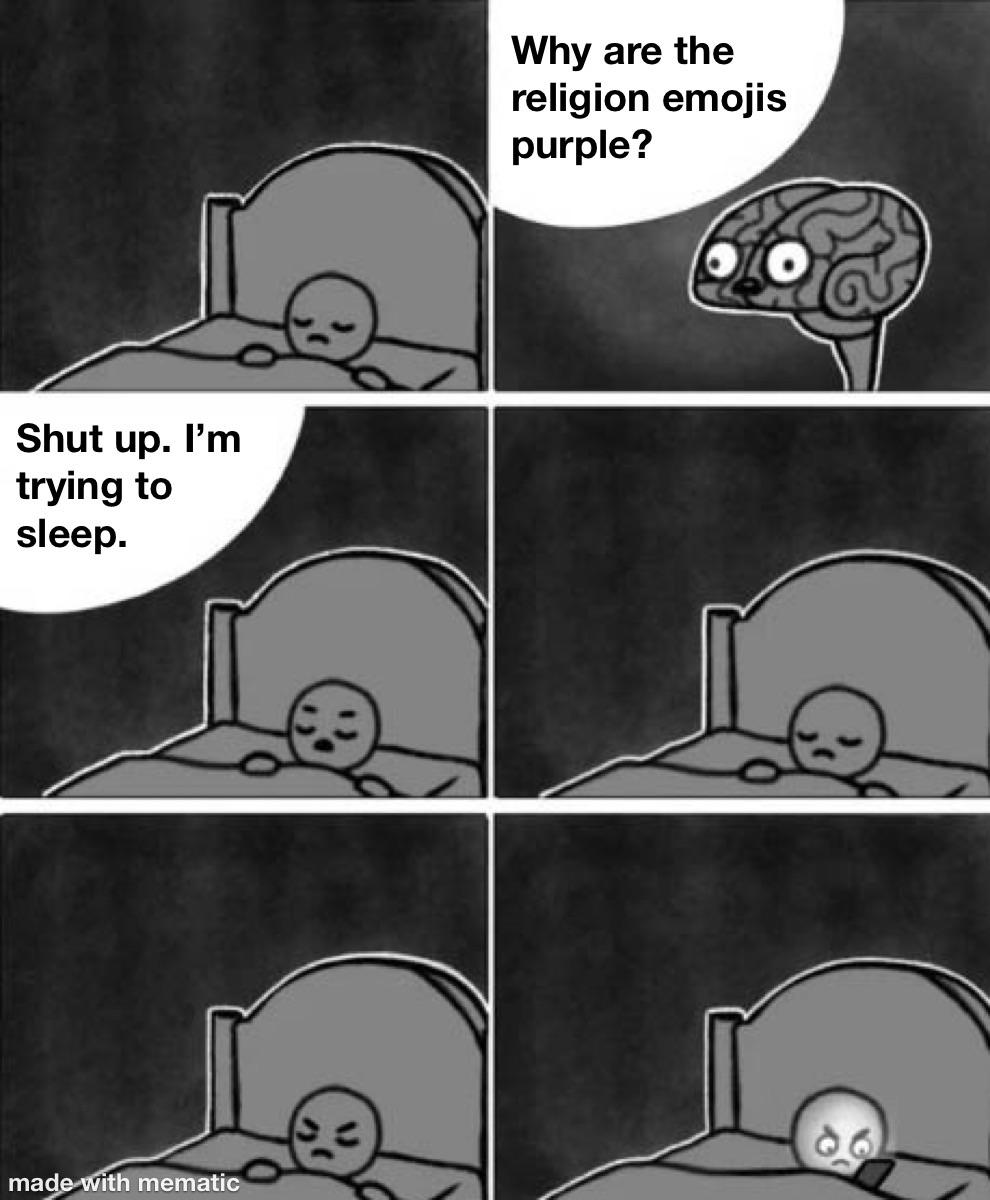 Why are the
religion emojis
purple?
Shut up. I’m
trying to
sleep.
made with mematic